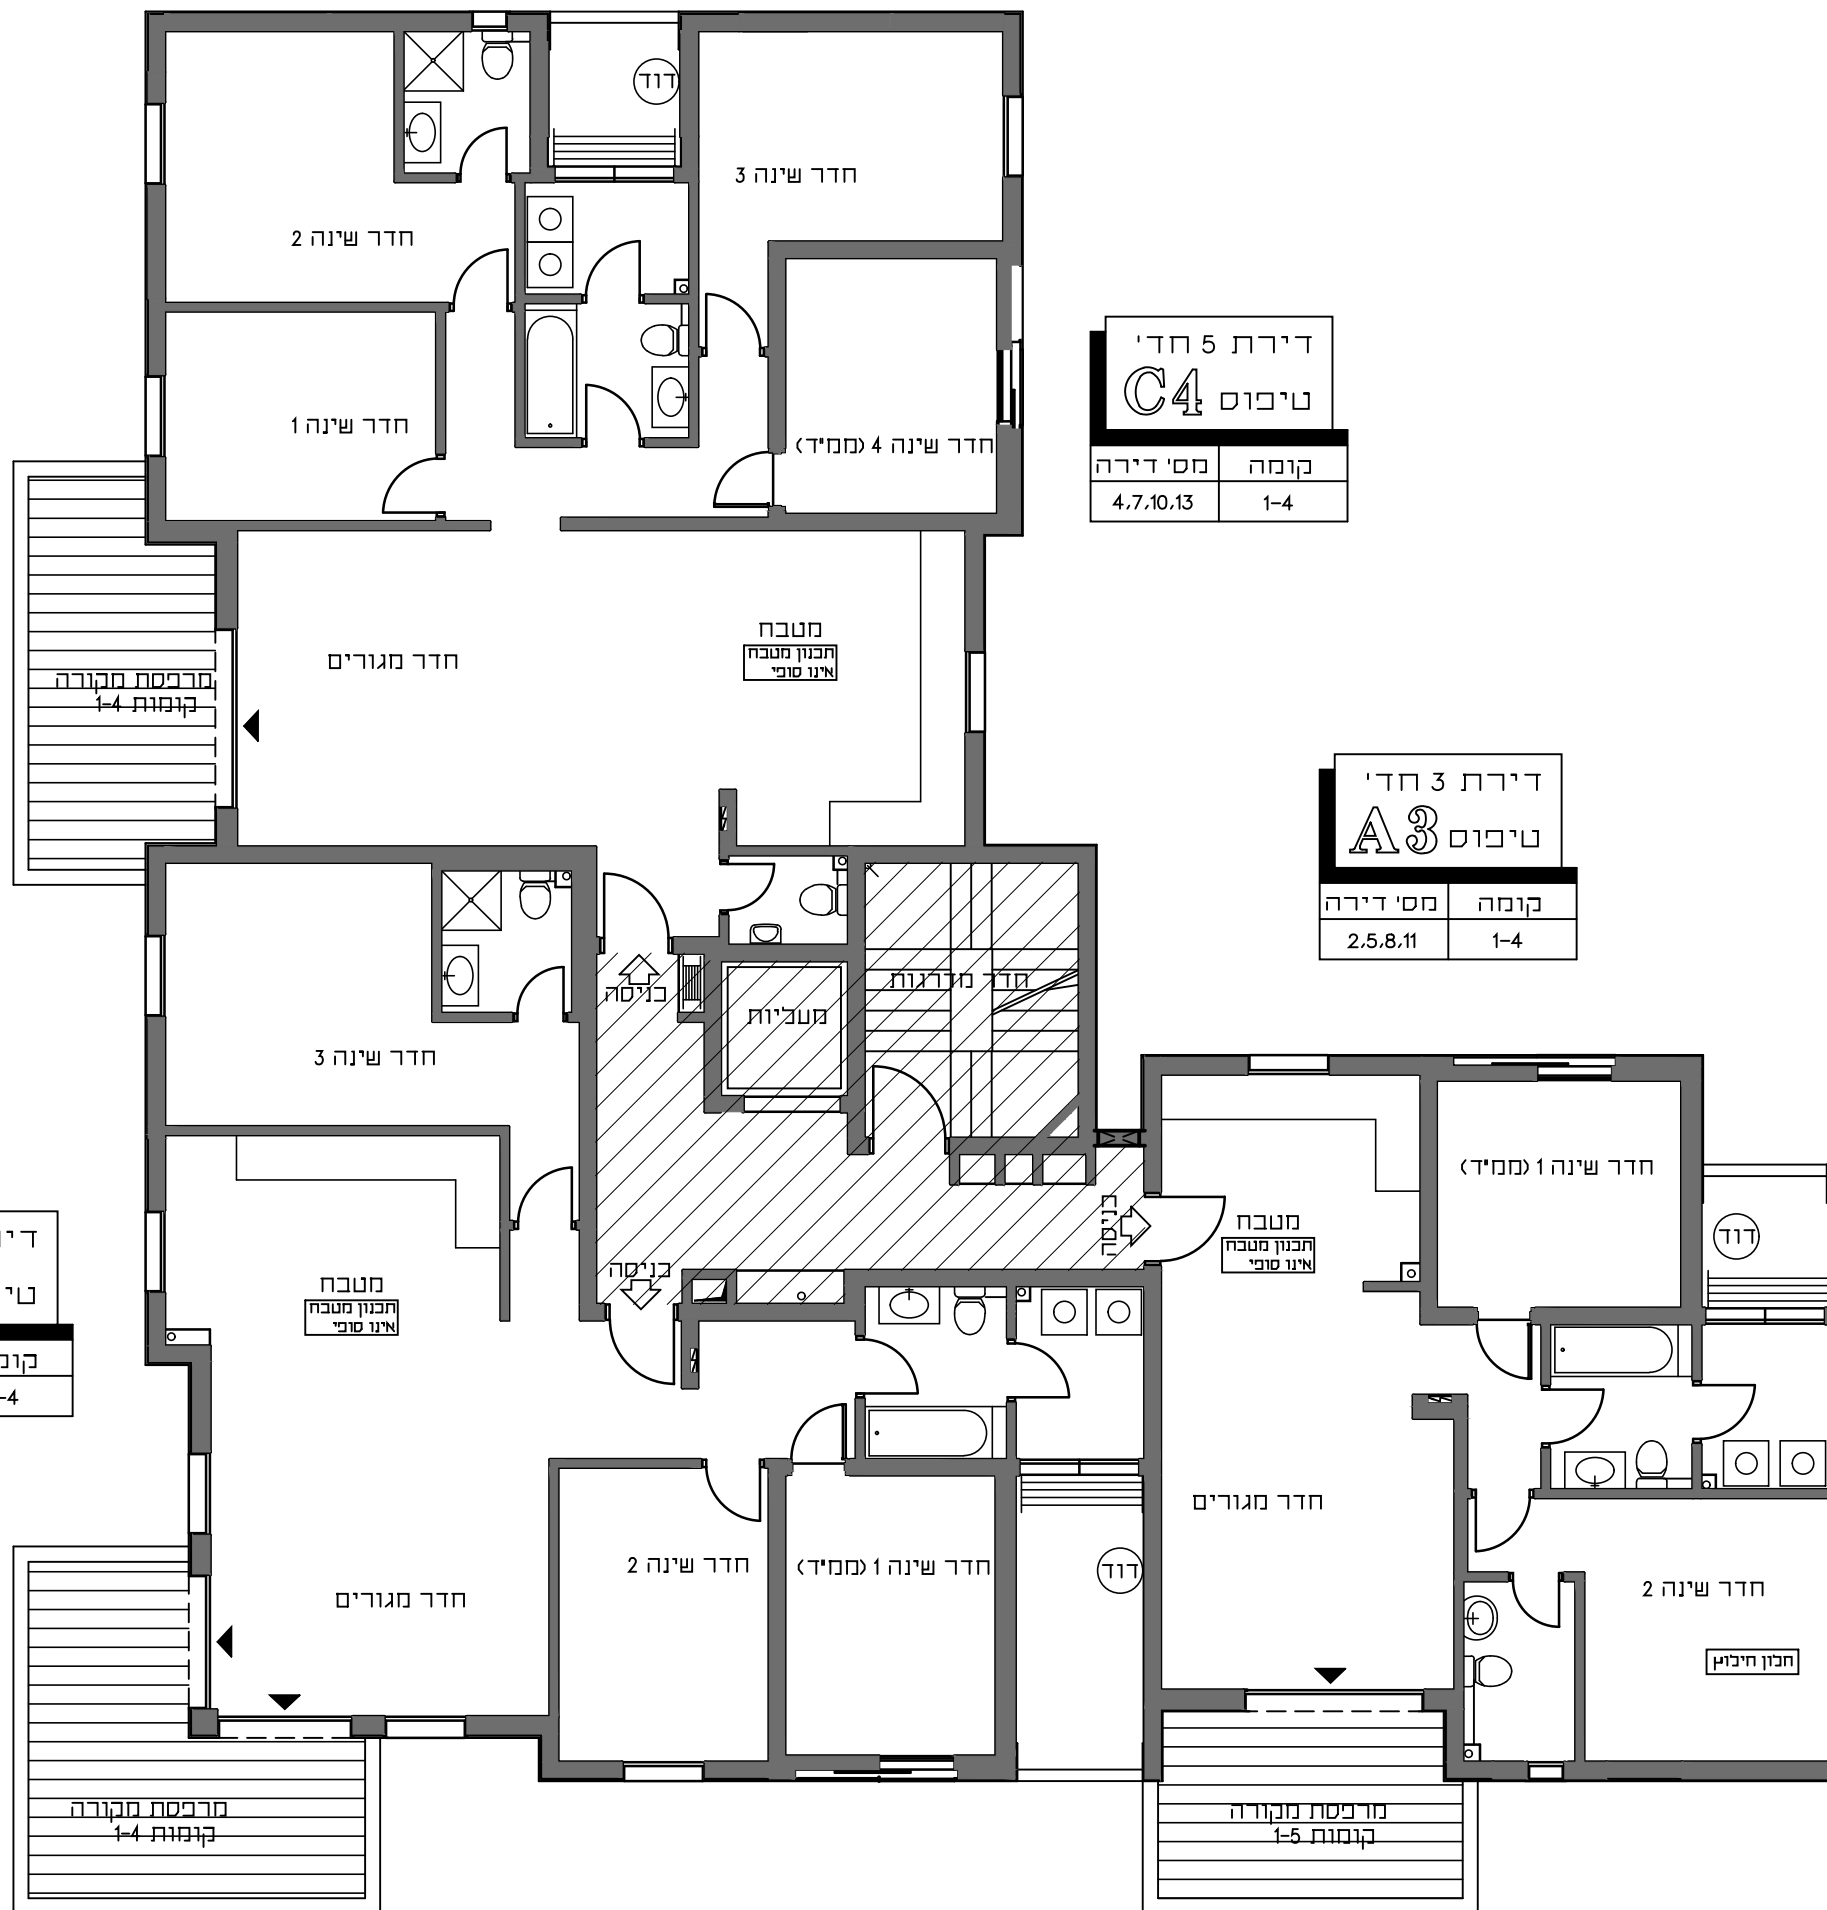 דוד
חדר שינה 3
חדר שינה 2
חדר שינה 1
חדר שינה 4 (ממ"ד)
דירת 5 חד'
טיפוס C4
קומה
מס' דירה
1-4
4,7,10,13
מטבח
תכנון מטבח
אינו סופי
חדר מגורים
מרפסת מקורה
קומות 1-4
דירת 3 חד'
טיפוס A3
קומה
מס' דירה
1-4
2,5,8,11
חדר מדרגות
כניסה
מעליות
חדר שינה 3
חדר שינה 1 (ממ"ד)
כניסה
מטבח
תכנון מטבח
אינו סופי
דוד
כניסה
מטבח
תכנון מטבח
אינו סופי
חדר מגורים
חדר שינה 2
חדר שינה 1 (ממ"ד)
דוד
חדר שינה 2
חדר מגורים
חלון חילוץ
מרפסת מקורה
קומות 1-4
מרפסת מקורה
קומות 1-5